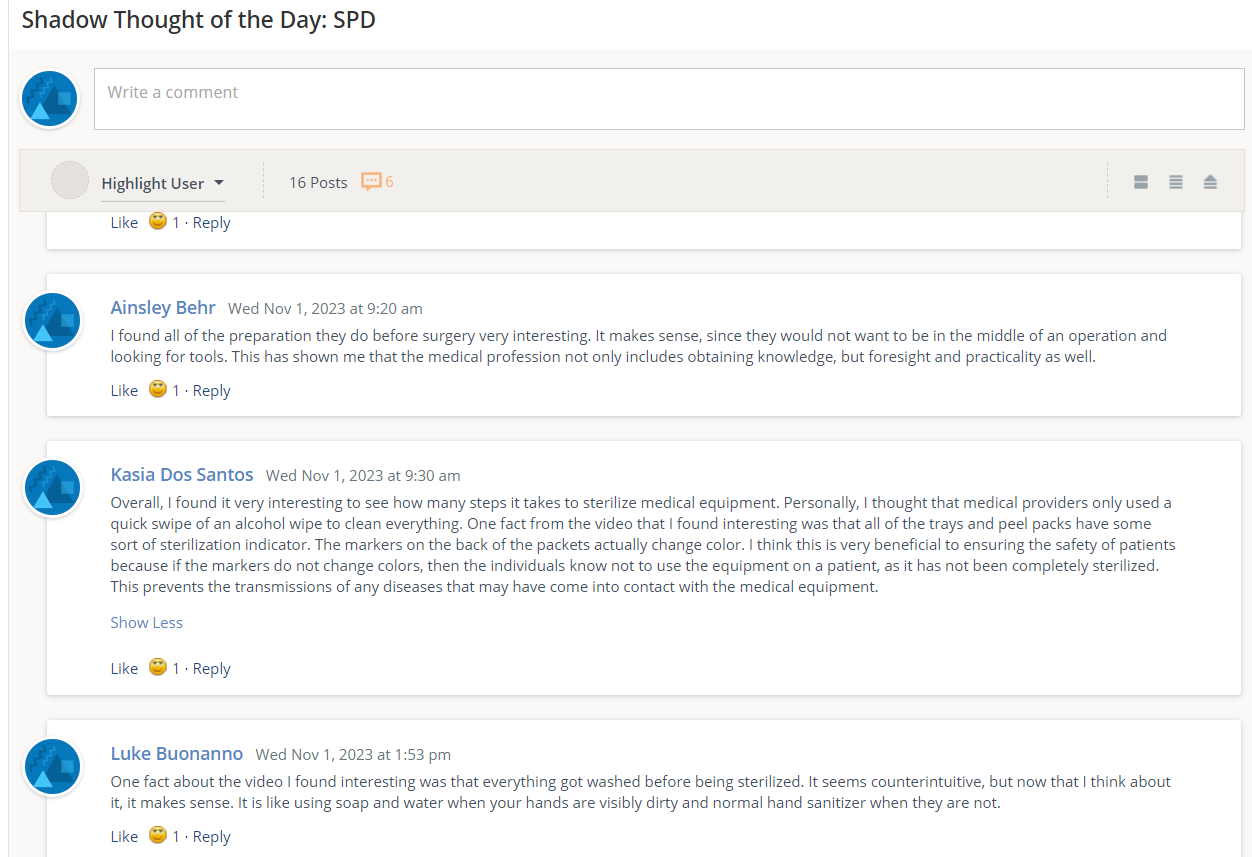 Shadow Thought of the Day: SPD
Write a comment
Highlight User
16 Posts 6
Like 1 · Reply
Ainsley Behr Wed Nov 1, 2023 at 9:20 am
I found all of the preparation they do before surgery very interesting. It makes sense, since they would not want to be in the middle of an operation and
looking for tools. This has shown me that the medical profession not only includes obtaining knowledge, but foresight and practicality as well.
Like 1 · Reply
Kasia Dos Santos Wed Nov 1, 2023 at 9:30 am
Overall, I found it very interesting to see how many steps it takes to sterilize medical equipment. Personally, I thought that medical providers only used a
quick swipe of an alcohol wipe to clean everything. One fact from the video that I found interesting was that all of the trays and peel packs have some
sort of sterilization indicator. The markers on the back of the packets actually change color. I think this is very beneficial to ensuring the safety of patients
because if the markers do not change colors, then the individuals know not to use the equipment on a patient, as it has not been completely sterilized.
This prevents the transmissions of any diseases that may have come into contact with the medical equipment.
Show Less
Like 1 · Reply
Luke Buonanno Wed Nov 1, 2023 at 1:53 pm
One fact about the video I found interesting was that everything got washed before being sterilized. It seems counterintuitive, but now that I think about
it, it makes sense. It is like using soap and water when your hands are visibly dirty and normal hand sanitizer when they are not.
Like 1 · Reply